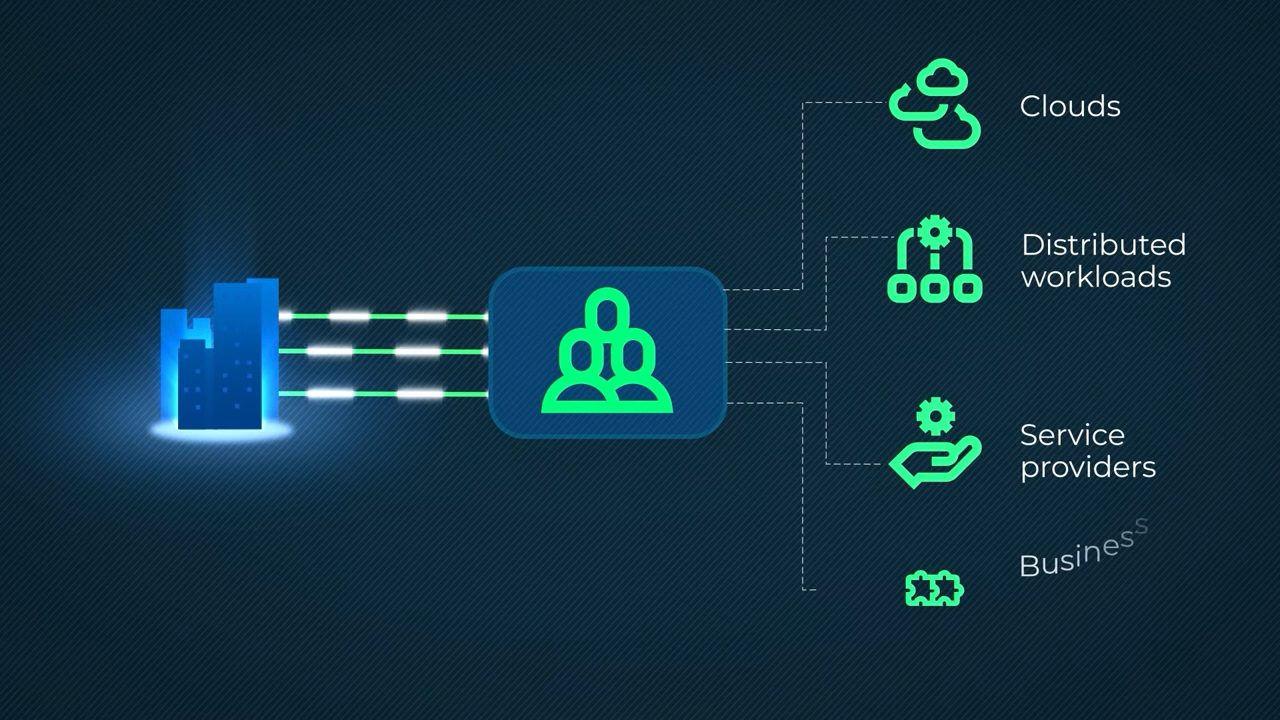 Clouds
Distributed
workloads
Service
providers
Business